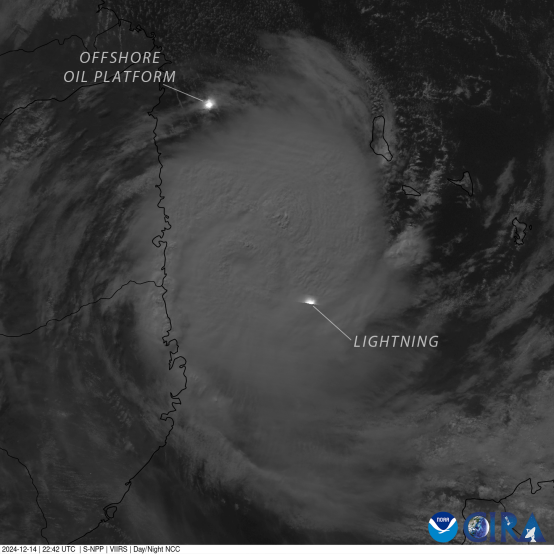 OFFSHORE
OIL PLATFORM
LIGHTNING
NOAA
CIRA
2024-12-14 | 22:42 UTC | S-NPP | VIIRS | Day/Night NCC